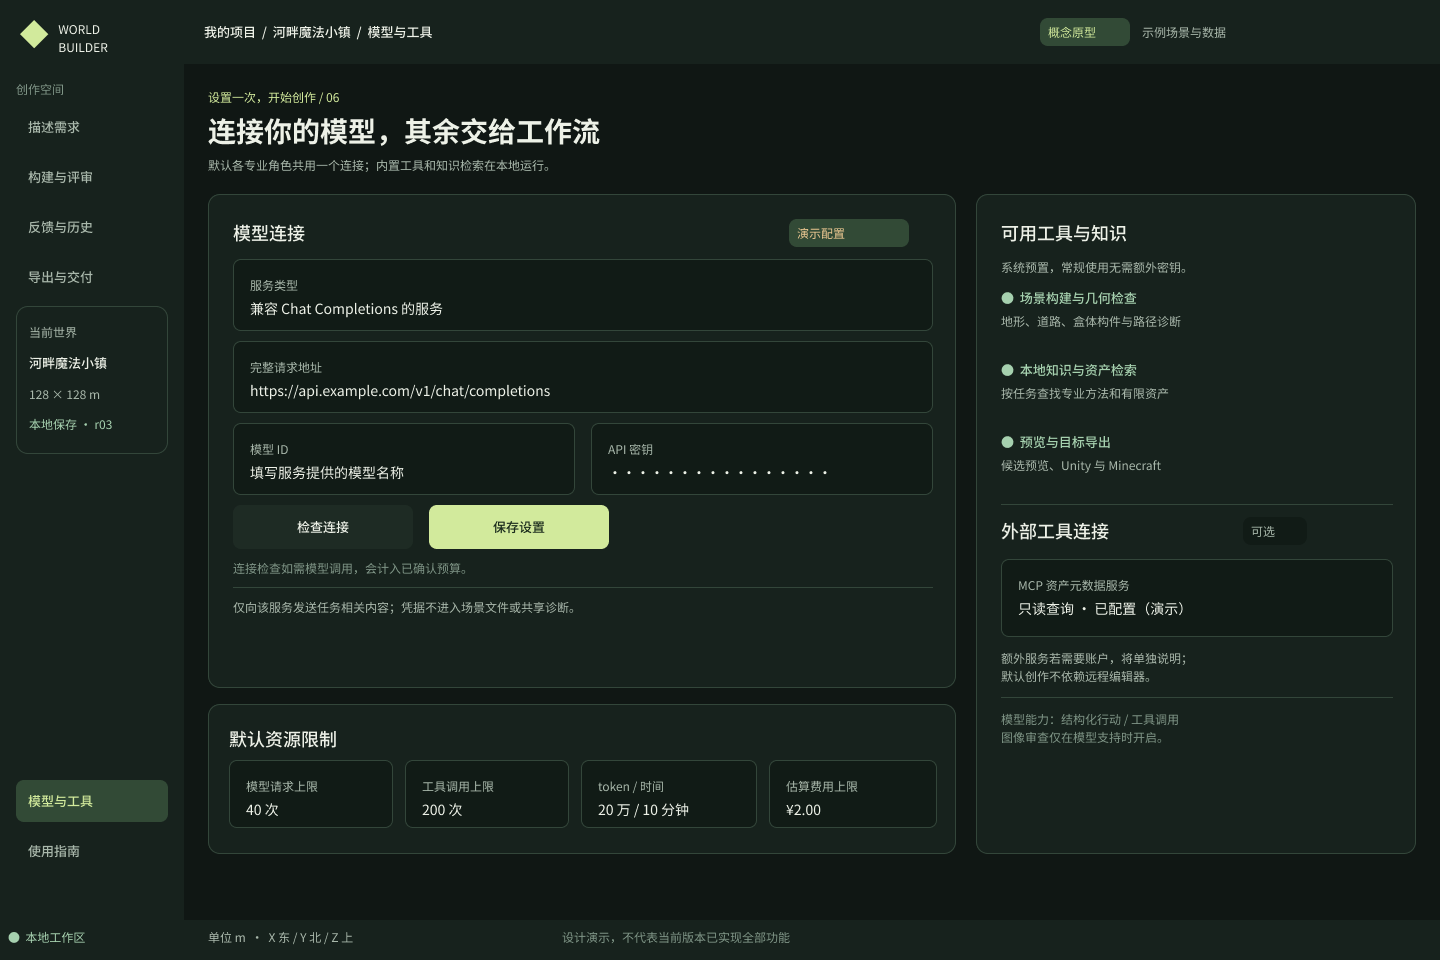 WORLD
BUILDER
我的项目 / 河畔魔法小镇 / 模型与工具
概念原型
示例场景与数据
创作空间
描述需求
构建与评审
反馈与历史
导出与交付
当前世界
河畔魔法小镇
128 × 128 m
本地保存 · r03
模型与工具
使用指南
本地工作区
设置一次，开始创作 / 06
连接你的模型，其余交给工作流
默认各专业角色共用一个连接；内置工具和知识检索在本地运行。
模型连接
演示配置
服务类型
兼容 Chat Completions 的服务
完整请求地址
https://api.example.com/v1/chat/completions
模型 ID
填写服务提供的模型名称
API 密钥
• • • • • • • • • • • • • • •
检查连接
保存设置
连接检查如需模型调用，会计入已确认预算。
仅向该服务发送任务相关内容；凭据不进入场景文件或共享诊断。
默认资源限制
模型请求上限
40 次
工具调用上限
200 次
token / 时间
20 万 / 10 分钟
估算费用上限
¥2.00
可用工具与知识
系统预置，常规使用无需额外密钥。
场景构建与几何检查
地形、道路、盒体构件与路径诊断
本地知识与资产检索
按任务查找专业方法和有限资产
预览与目标导出
候选预览、Unity 与 Minecraft
外部工具连接
可选
MCP 资产元数据服务
只读查询 · 已配置（演示）
额外服务若需要账户，将单独说明；
默认创作不依赖远程编辑器。
模型能力：结构化行动 / 工具调用
图像审查仅在模型支持时开启。
单位 m · X 东 / Y 北 / Z 上
设计演示，不代表当前版本已实现全部功能